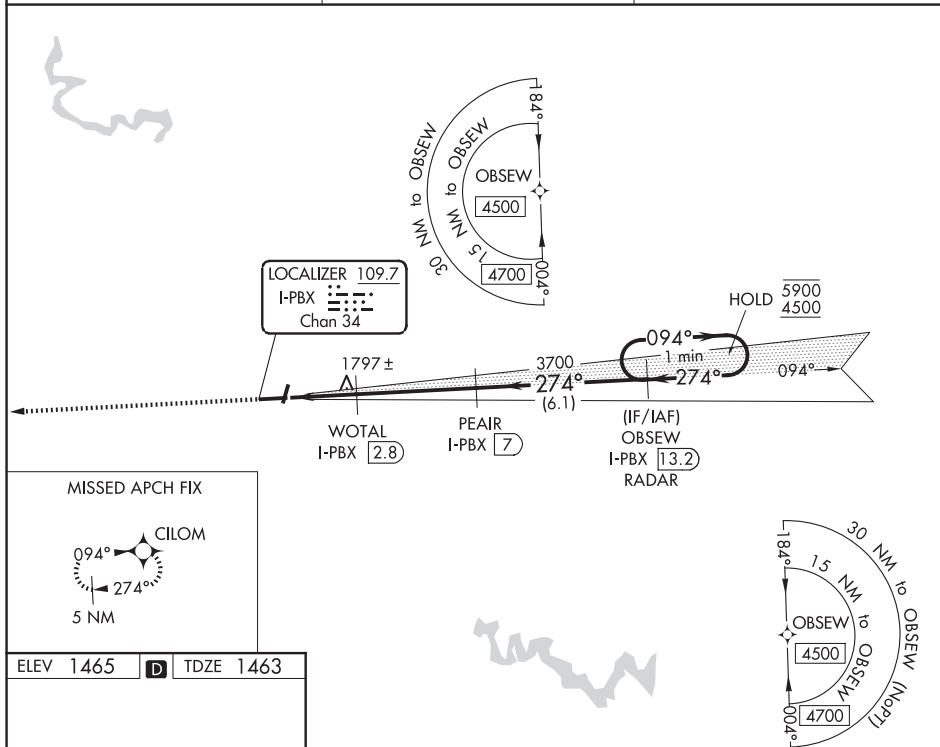 184°
30 NM to OBSEW
15 NM to OBSEW
OBSEW
4500
4700
004°
LOCALIZER 109.7
I-PBX
Chan 34
HOLD 5900
4500
094°
1 min
1797 ±
3700
274°
274°
094°
(6.1)
WOTAL
I-PBX 2.8
PEAIR
I-PBX 7
(IF/IAF)
OBSEW
I-PBX 13.2
RADAR
MISSED APCH FIX
CILOM
094°
274°
5 NM
184°
30 NM to OBSEW (NoPT)
15 NM to OBSEW
OBSEW
4500
4700
004°
ELEV 1465 D TDZE 1463